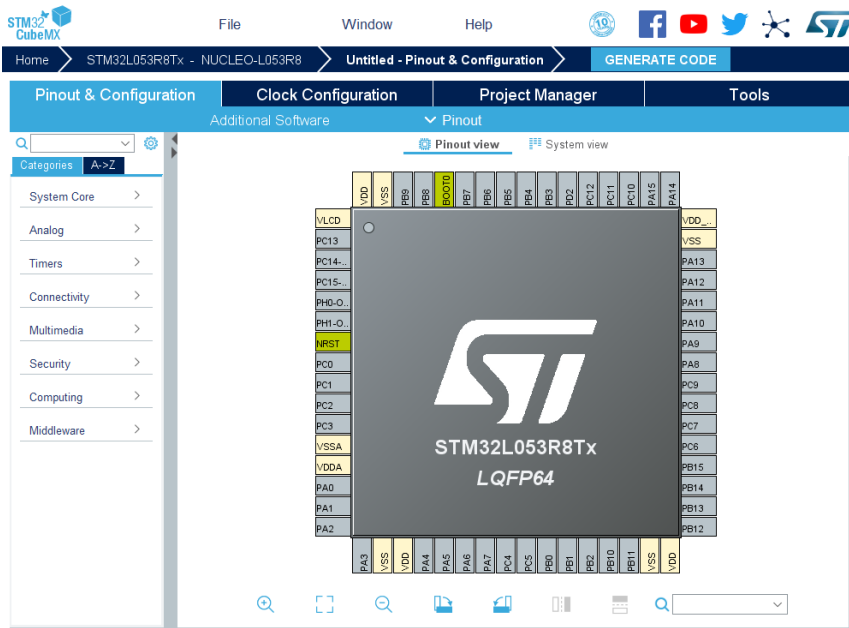 STM32
CubeMX
File Window Help
10
Home STM32L053R8Tx - NUCLEO-L053R8 Untitled - Pinout & Configuration GENERATE CODE
Pinout & Configuration Clock Configuration Project Manager Tools
Additional Software Pinout
Pinout view System view
Categories A->Z
System Core
Analog
Timers
Connectivity
Multimedia
Security
Computing
Middleware
VDD VSS PB9 PB8 BOOT0 PB7 PB6 PB5 PB4 PB3 PD2 PC12 PC11 PC10 PA15 PA14
VLCD
PC13
PC14-..
PC15-..
PH0-O..
PH1-O..
NRST
PC0
PC1
PC2
PC3
VSSA
VDDA
PA0
PA1
PA2
STM32L053R8Tx
LQFP64
VDD_..
VSS
PA13
PA12
PA11
PA10
PA9
PA8
PC9
PC8
PC7
PC6
PB15
PB14
PB13
PB12
PA3 VSS VDD PA4 PA5 PA6 PA7 PC4 PC5 PB0 PB1 PB2 PB10 PB11 VSS VDD